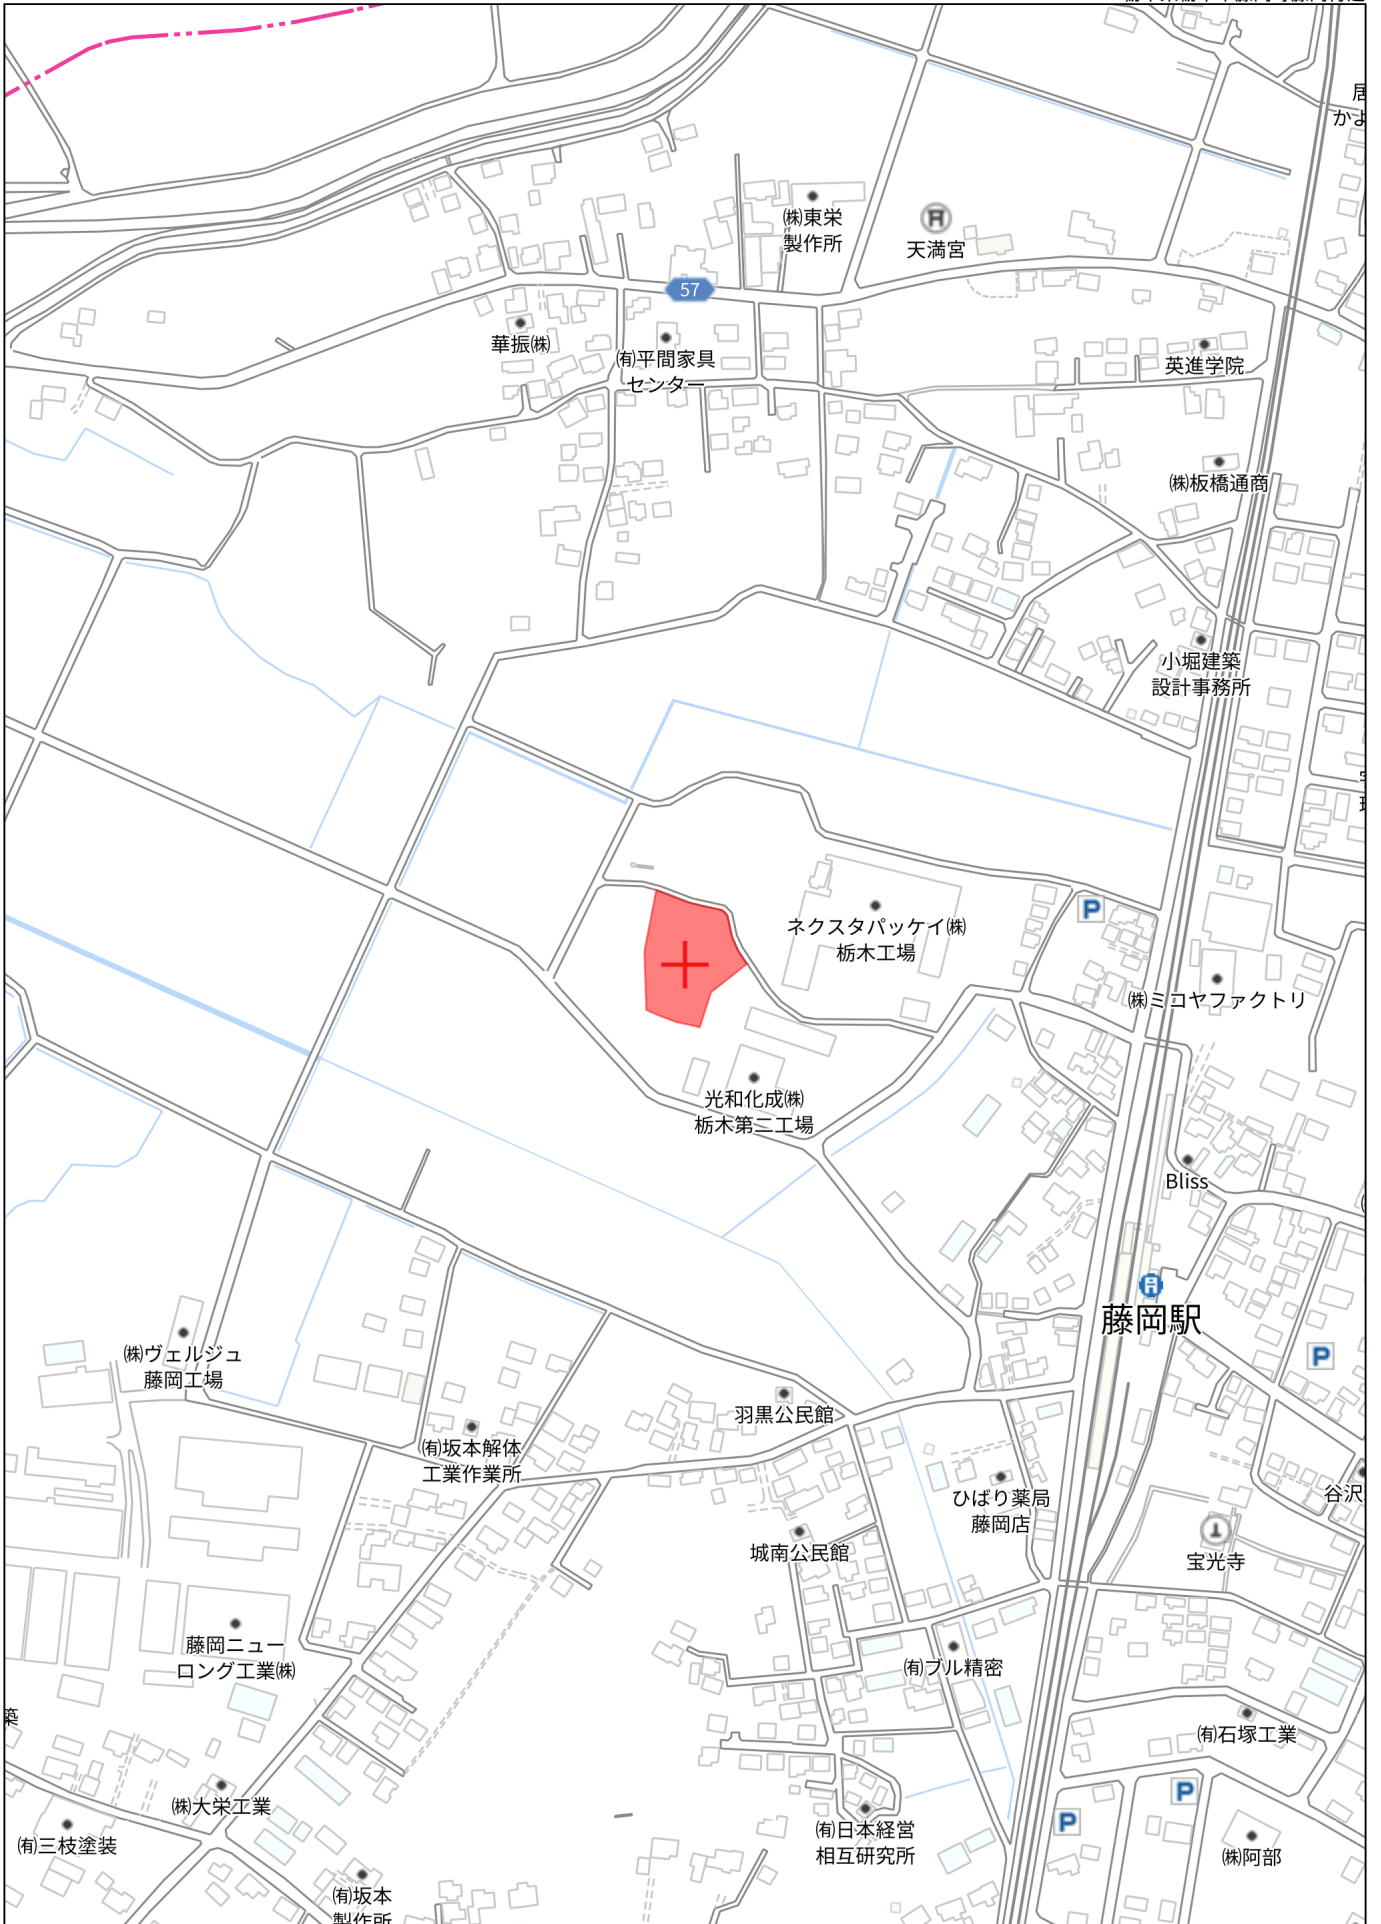 居
かよ
㈱東栄
製作所
天満宮
57
華振㈱
㈲平間家具
センター
英進学院
㈱板橋通商
小堀建築
設計事務所
ネクスタパッケイ㈱
栃木工場
P
㈱ミコヤファクトリ
光和化成㈱
栃木第二工場
Bliss
藤岡駅
P
㈱ヴェルジュ
藤岡工場
羽黒公民館
㈲坂本解体
工業作業所
ひばり薬局
藤岡店
谷沢
城南公民館
宝光寺
藤岡ニュー
ロング工業㈱
㈲ブル精密
築
㈲石塚工業
P
P
㈱大栄工業
㈲三枝塗装
㈲日本経営
相互研究所
㈱阿部
㈲坂本
製作所